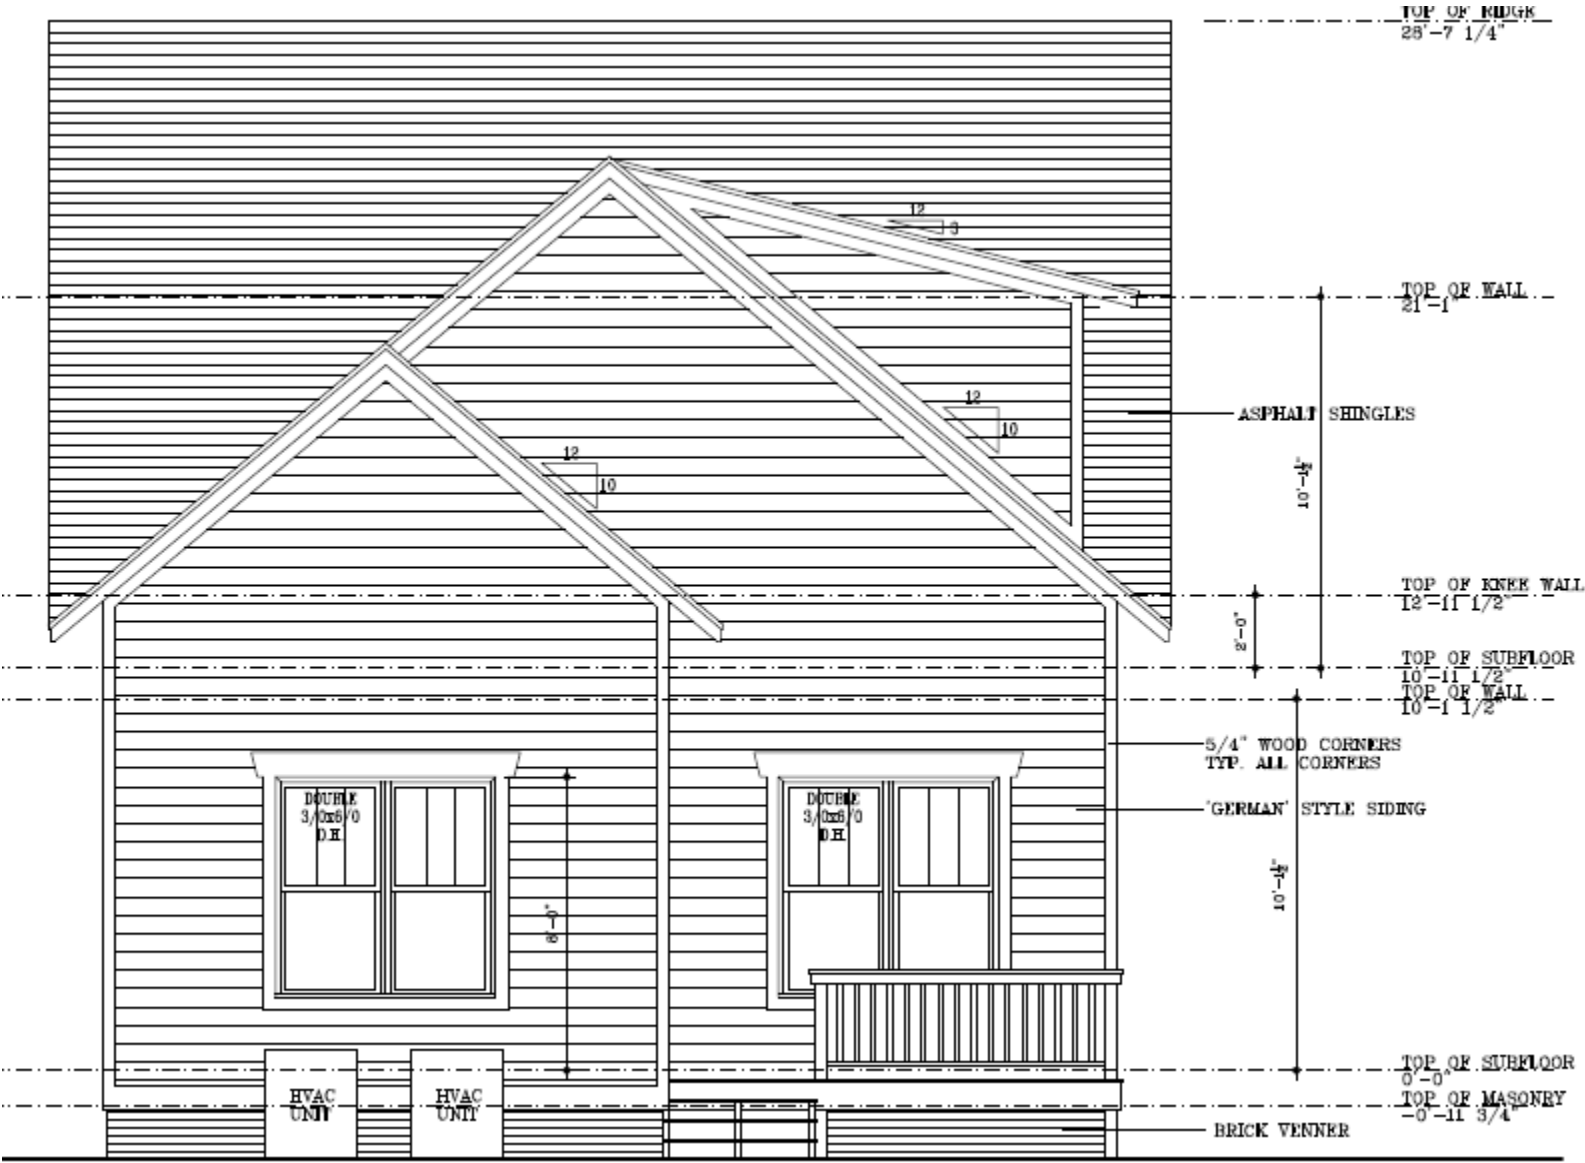 TOP OF RIDGE
28'-7 1/4"
12
3
TOP OF WALL
21'-1"
12
10
ASPHALT SHINGLES
12
10
10'-1½"
TOP OF KNEE WALL
12'-11 1/2"
2'-0"
TOP OF SUBFLOOR
10'-11 1/2"
TOP OF WALL
10'-1 1/2"
5/4" WOOD CORNERS
TYP. ALL CORNERS
DOUBLE
3/0x6/0
D.H.
DOUBLE
3/0x6/0
D.H.
'GERMAN' STYLE SIDING
8'-0"
10'-1½"
TOP OF SUBFLOOR
0'-0"
HVAC
UNIT
HVAC
UNIT
TOP OF MASONRY
-0'-11 3/4"
BRICK VENNER